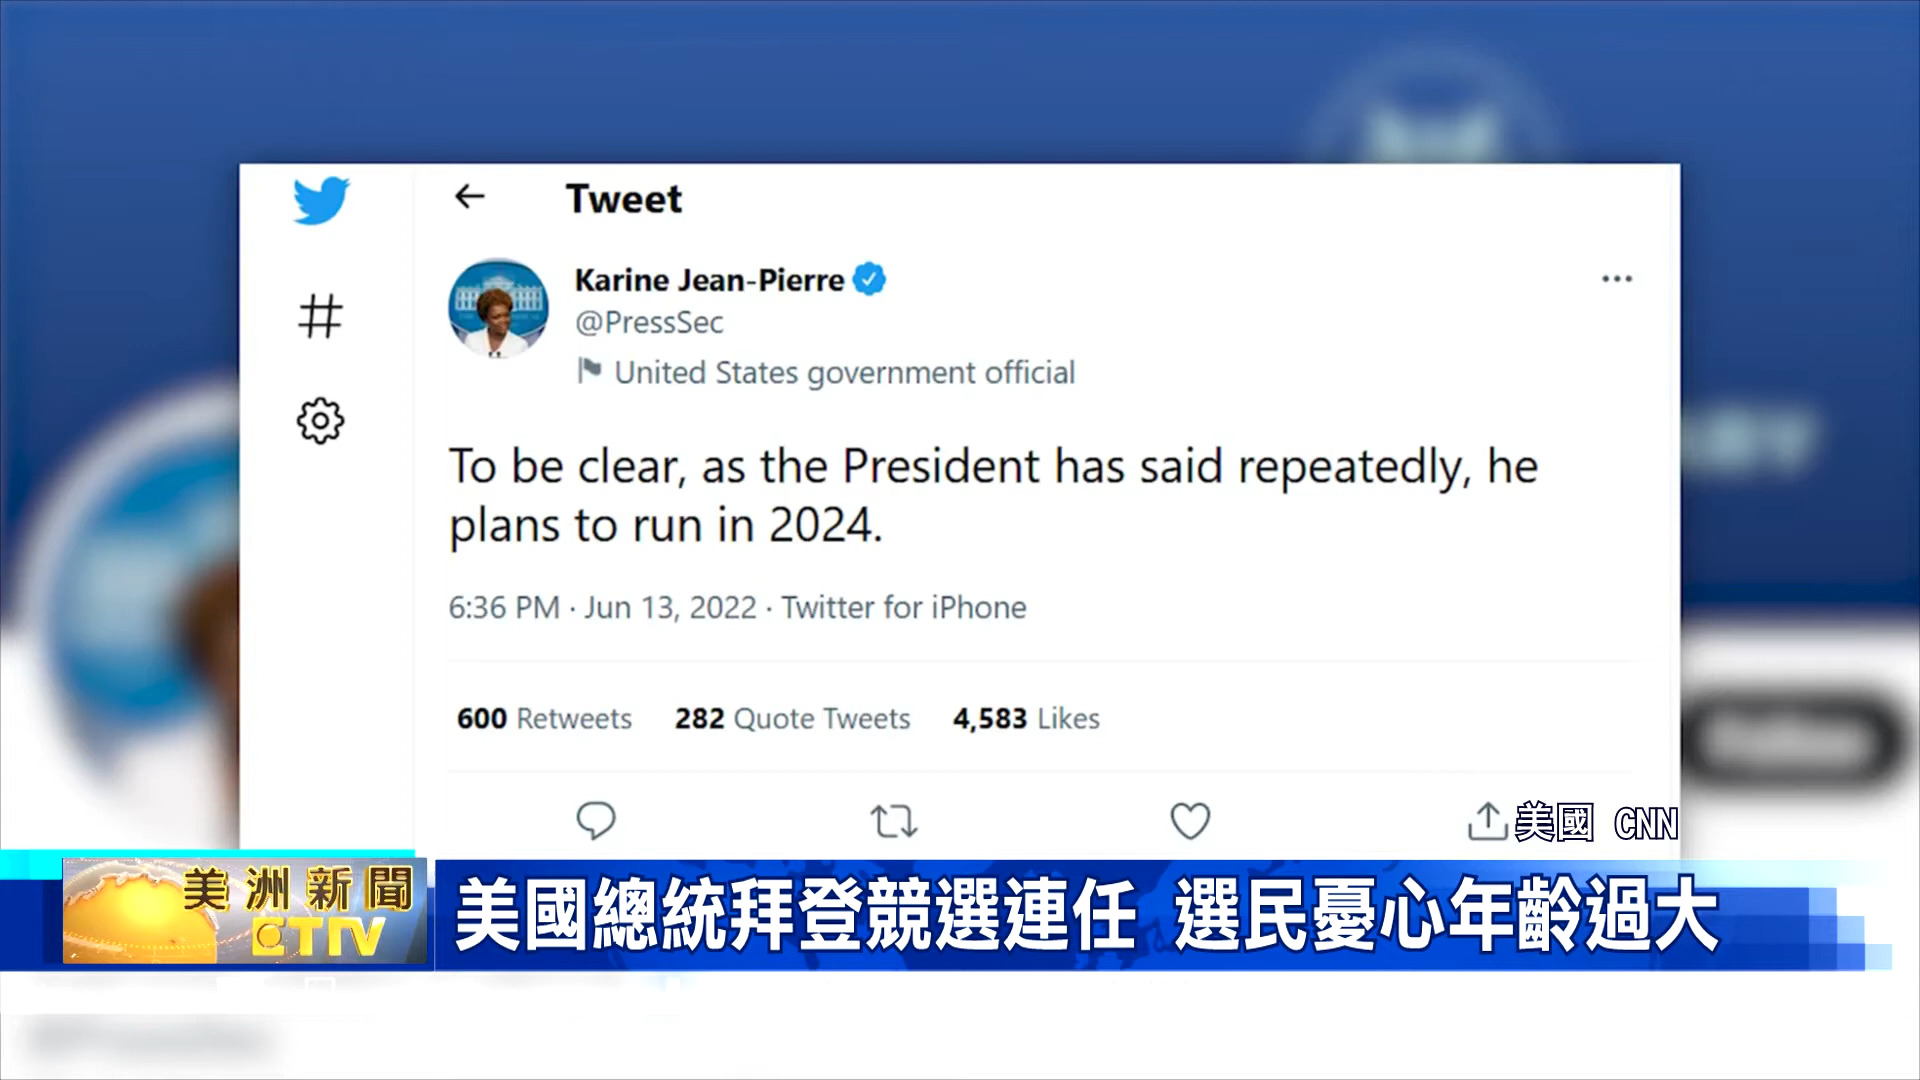 Tweet
Karine Jean-Pierre
@PressSec
United States government official
To be clear, as the President has said repeatedly, he
plans to run in 2024.
6:36 PM · Jun 13, 2022 · Twitter for iPhone
600 Retweets 282 Quote Tweets 4,583 Likes
美國 CNN
美洲新聞
CTiTV
美國總統拜登競選連任 選民憂心年齡過大